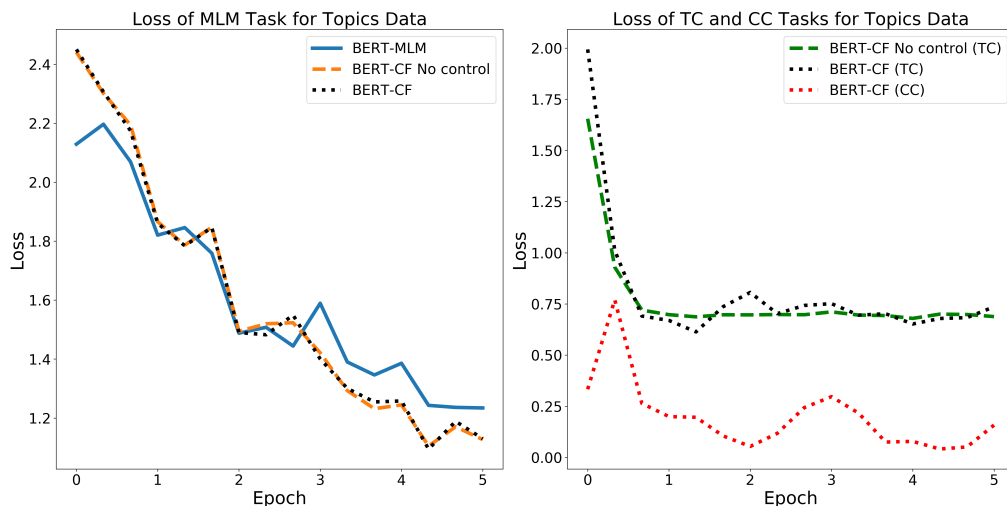 Loss of MLM Task for Topics Data
BERT-MLM
BERT-CF No control
BERT-CF
2.4
2.2
2.0
1.8
1.6
1.4
1.2
Loss
0 1 2 3 4 5
Epoch
Loss of TC and CC Tasks for Topics Data
BERT-CF No control (TC)
BERT-CF (TC)
BERT-CF (CC)
2.00
1.75
1.50
1.25
1.00
0.75
0.50
0.25
0.00
Loss
0 1 2 3 4 5
Epoch